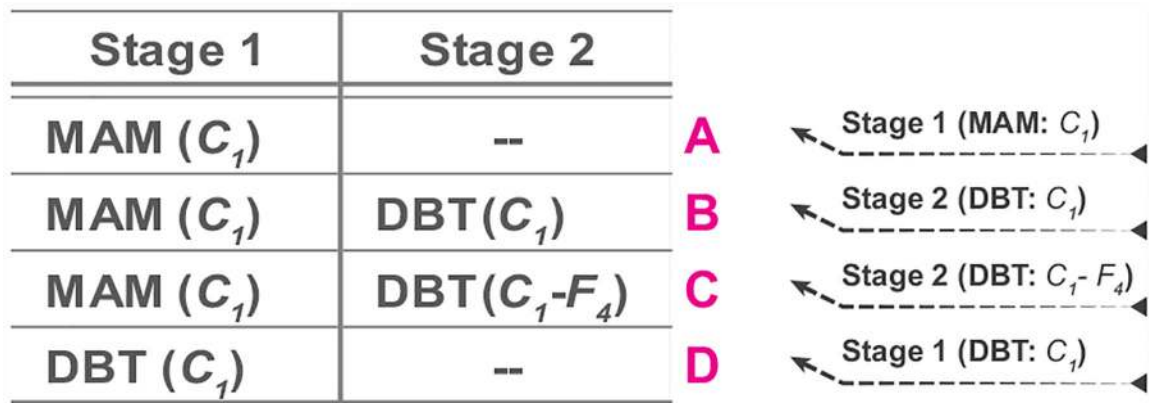 Stage 1 Stage 2
MAM (C₁) -- A Stage 1 (MAM: C₁)
MAM (C₁) DBT(C₁) B Stage 2 (DBT: C₁)
MAM (C₁) DBT(C₁-F₄) C Stage 2 (DBT: C₁- F₄)
DBT (C₁) -- D Stage 1 (DBT: C₁)